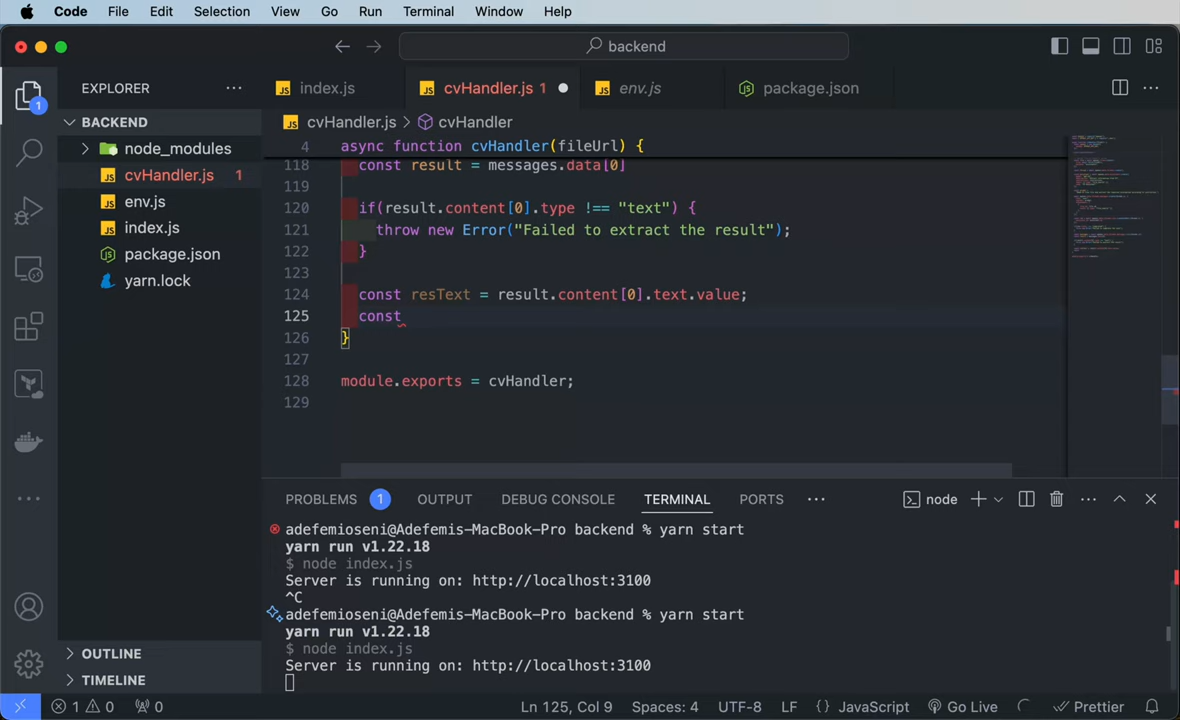 Code File Edit Selection View Go Run Terminal Window Help
backend
EXPLORER
index.js
cvHandler.js 1
env.js
package.json
BACKEND
node_modules
cvHandler.js 1
env.js
index.js
package.json
yarn.lock
OUTLINE
TIMELINE
1
cvHandler.js > cvHandler
4 async function cvHandler(fileUrl) {
118 const result = messages.data[0]
119
120 if(result.content[0].type !== "text") {
121 throw new Error("Failed to extract the result");
122 }
123
124 const resText = result.content[0].text.value;
125 const
126 }
127
128 module.exports = cvHandler;
129
PROBLEMS 1 OUTPUT DEBUG CONSOLE TERMINAL PORTS
node
adefemioseni@Adefemis-MacBook-Pro backend % yarn start
yarn run v1.22.18
$ node index.js
Server is running on: http://localhost:3100
^C
adefemioseni@Adefemis-MacBook-Pro backend % yarn start
yarn run v1.22.18
$ node index.js
Server is running on: http://localhost:3100
1 0 0 Ln 125, Col 9 Spaces: 4 UTF-8 LF {} JavaScript Go Live Prettier